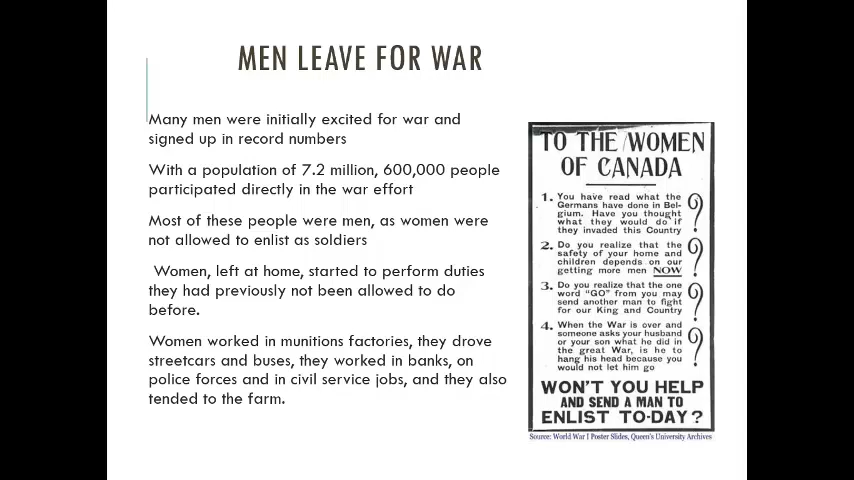 MEN LEAVE FOR WAR
Many men were initially excited for war and
signed up in record numbers
With a population of 7.2 million, 600,000 people
participated directly in the war effort
Most of these people were men, as women were
not allowed to enlist as soldiers
Women, left at home, started to perform duties
they had previously not been allowed to do
before.
Women worked in munitions factories, they drove
streetcars and buses, they worked in banks, on
police forces and in civil service jobs, and they also
tended to the farm.
TO THE WOMEN
OF CANADA
1. You have read what the
Germans have done in Bel-
gium. Have you thought
what they would do if
they invaded this Country ?
2. Do you realize that the
safety of your home and
children depends on our
getting more men NOW ?
3. Do you realize that the one
word "GO" from you may
send another man to fight
for our King and Country ?
4. When the War is over and
someone asks your husband
or your son what he did in
the great War, is he to
hang his head because you
would not let him go ?
WON'T YOU HELP
AND SEND A MAN TO
ENLIST TO-DAY?
Source: World War I Poster Slides, Queen's University Archives